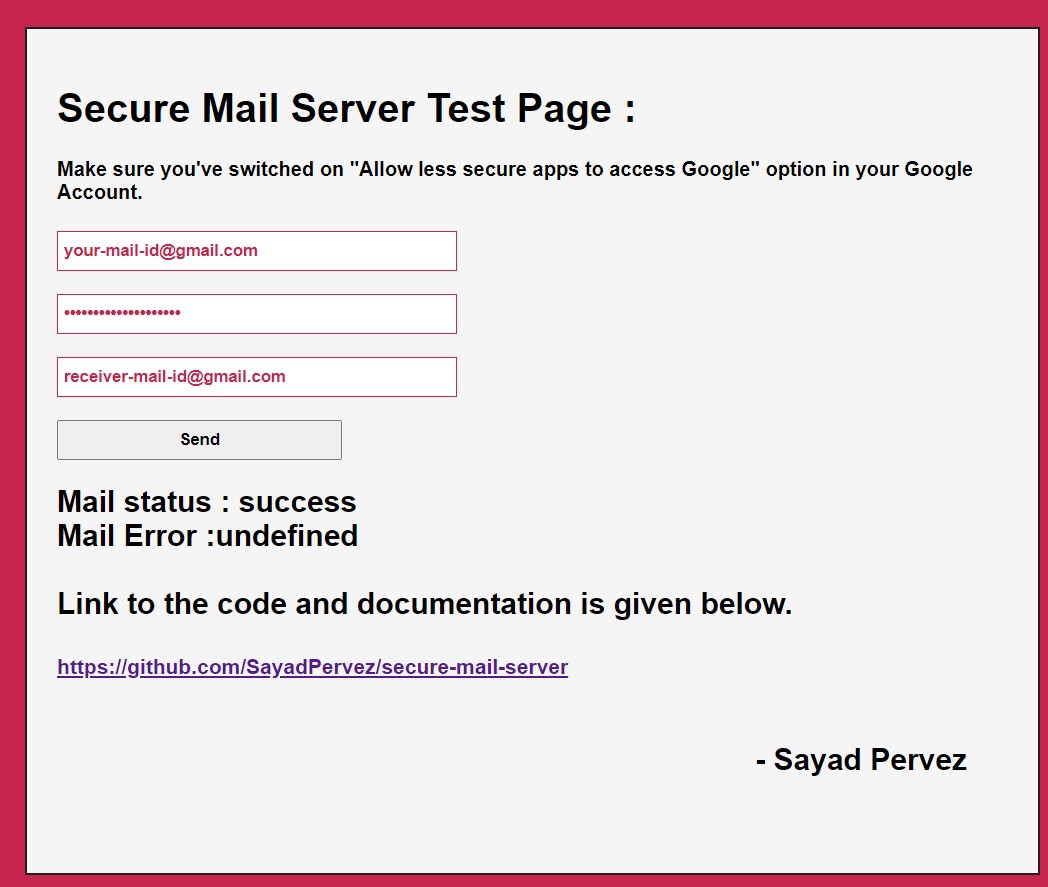 Secure Mail Server Test Page :
Make sure you've switched on "Allow less secure apps to access Google" option in your Google
Account.
your-mail-id@gmail.com
••••••••••••••••••••
receiver-mail-id@gmail.com
Send
Mail status : success
Mail Error :undefined
Link to the code and documentation is given below.
https://github.com/SayadPervez/secure-mail-server
- Sayad Pervez